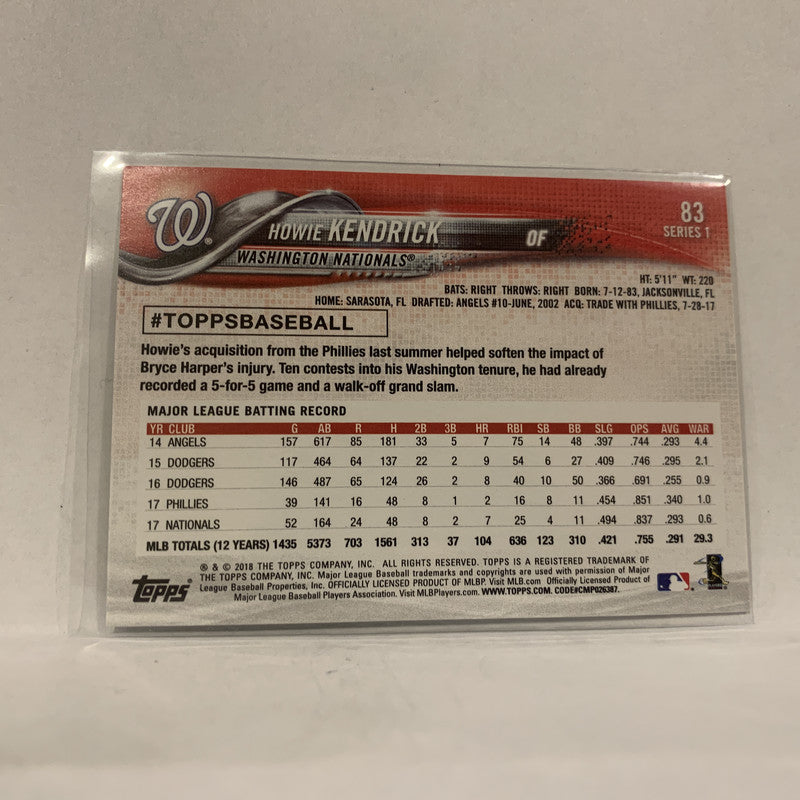 W
HOWIE KENDRICK OF
WASHINGTON NATIONALS®
83
SERIES 1
HT: 5'11" WT: 220
BATS: RIGHT THROWS: RIGHT BORN: 7-12-83, JACKSONVILLE, FL
HOME: SARASOTA, FL DRAFTED: ANGELS #10-JUNE, 2002 ACQ: TRADE WITH PHILLIES, 7-28-17
#TOPPSBASEBALL
Howie's acquisition from the Phillies last summer helped soften the impact of
Bryce Harper's injury. Ten contests into his Washington tenure, he had already
recorded a 5-for-5 game and a walk-off grand slam.
MAJOR LEAGUE BATTING RECORD
YR CLUB G AB R H 2B 3B HR RBI SB BB SLG OPS AVG WAR
14 ANGELS 157 617 85 181 33 5 7 75 14 48 .397 .744 .293 4.4
15 DODGERS 117 464 64 137 22 2 9 54 6 27 .409 .746 .295 2.1
16 DODGERS 146 487 65 124 26 2 8 40 10 50 .366 .691 .255 0.9
17 PHILLIES 39 141 16 48 8 1 2 16 8 11 .454 .851 .340 1.0
17 NATIONALS 52 164 24 48 8 2 7 25 4 11 .494 .837 .293 0.6
MLB TOTALS (12 YEARS) 1435 5373 703 1561 313 37 104 636 123 310 .421 .755 .291 29.3
Topps®
® & © 2018 THE TOPPS COMPANY, INC. ALL RIGHTS RESERVED. TOPPS IS A REGISTERED TRADEMARK OF
THE TOPPS COMPANY, INC. Major League Baseball trademarks and copyrights are used with permission of Major
League Baseball Properties, Inc. OFFICIALLY LICENSED PRODUCT OF MLBP. Visit MLB.com Officially Licensed Product of
Major League Baseball Players Association. Visit MLBPlayers.com. WWW.TOPPS.COM. CODE#CMP026387.